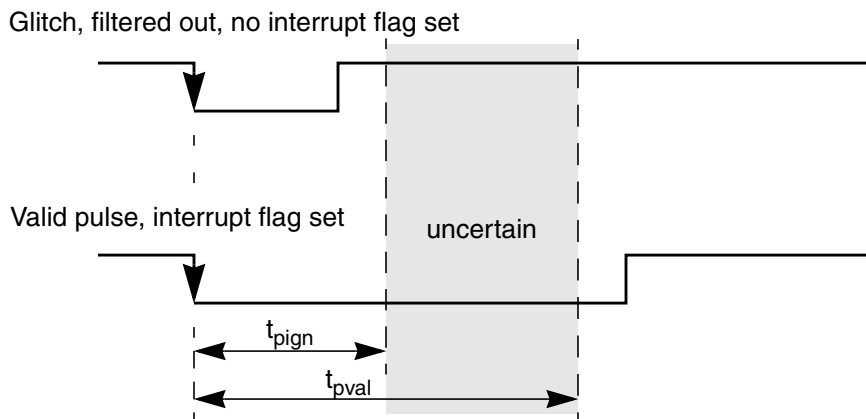 Glitch, filtered out, no interrupt flag set
Valid pulse, interrupt flag set
uncertain
tpign
tpval